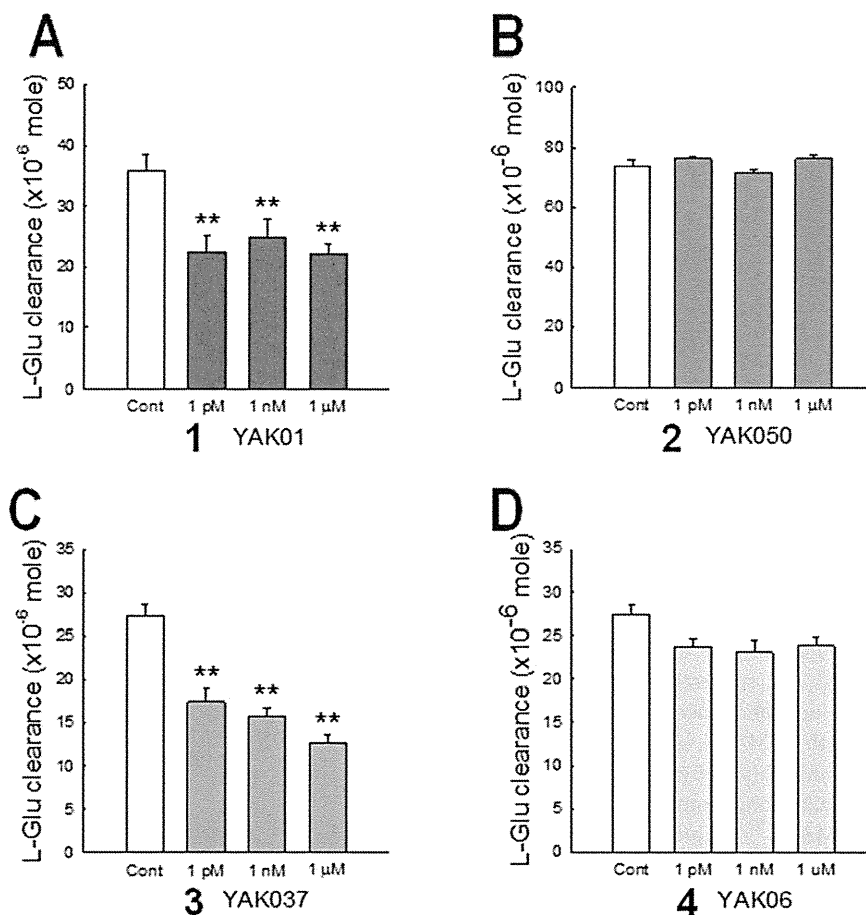 A
L-Glu clearance (x10⁻⁶ mole)
50
40
30
20
10
0
**
**
**
Cont 1 pM 1 nM 1 µM
1 YAK01
B
L-Glu clearance (x10⁻⁶ mole)
100
80
60
40
20
0
Cont 1 pM 1 nM 1 µM
2 YAK050
C
L-Glu clearance (x10⁻⁶ mole)
35
30
25
20
15
10
5
0
**
**
**
Cont 1 pM 1 nM 1 µM
3 YAK037
D
L-Glu clearance (x10⁻⁶ mole)
35
30
25
20
15
10
5
0
Cont 1 pM 1 nM 1 uM
4 YAK06